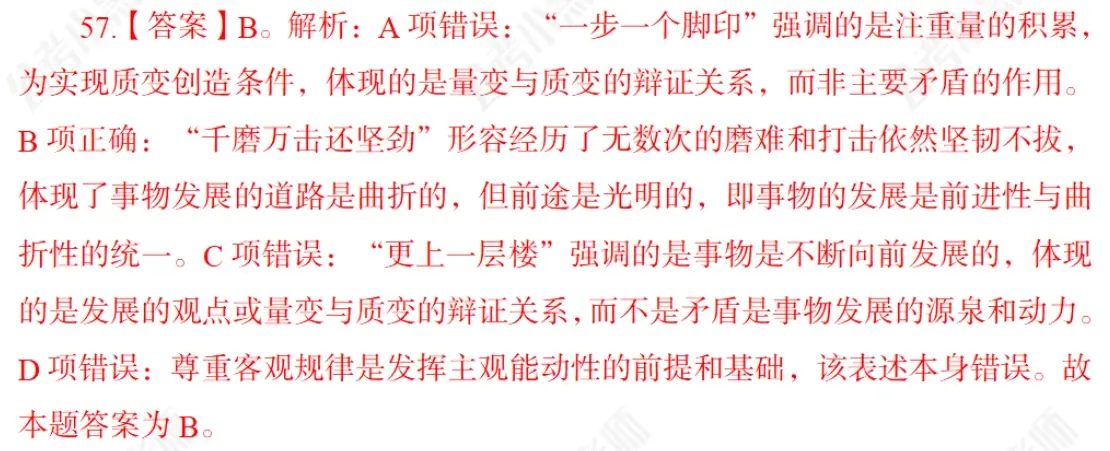 57.【答案】B。解析：A 项错误：“一步一个脚印”强调的是注重量的积累，
为实现质变创造条件，体现的是量变与质变的辩证关系，而非主要矛盾的作用。
B 项正确：“千磨万击还坚劲”形容经历了无数次的磨难和打击依然坚韧不拔，
体现了事物发展的道路是曲折的，但前途是光明的，即事物的发展是前进性与曲
折性的统一。C 项错误：“更上一层楼”强调的是事物是不断向前发展的，体现
的是发展的观点或量变与质变的辩证关系，而不是矛盾是事物发展的源泉和动力。
D 项错误：尊重客观规律是发挥主观能动性的前提和基础，该表述本身错误。故
本题答案为 B。